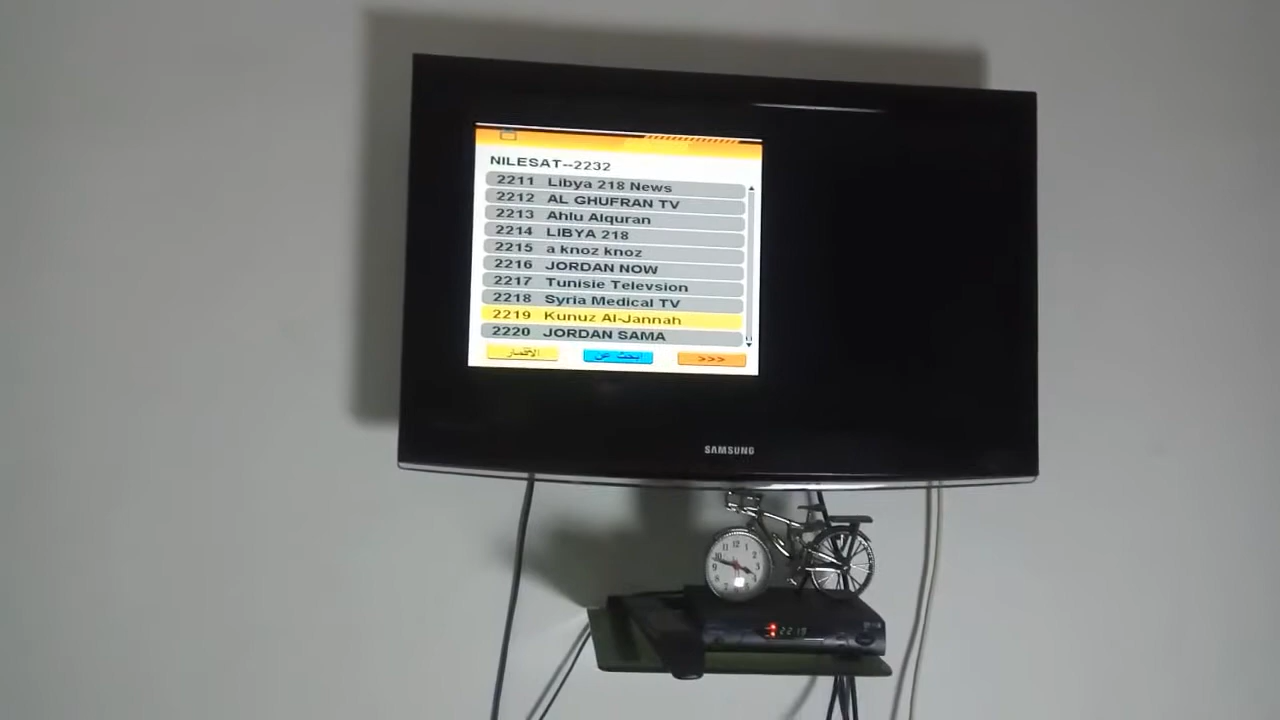 NILESAT--2232
2211 Libya 218 News
2212 AL GHUFRAN TV
2213 Ahlu Alquran
2214 LIBYA 218
2215 a knoz knoz
2216 JORDAN NOW
2217 Tunisie Televsion
2218 Syria Medical TV
2219 Kunuz Al-Jannah
2220 JORDAN SAMA
الأقمار ابحث عن >>>
SAMSUNG
12
2219